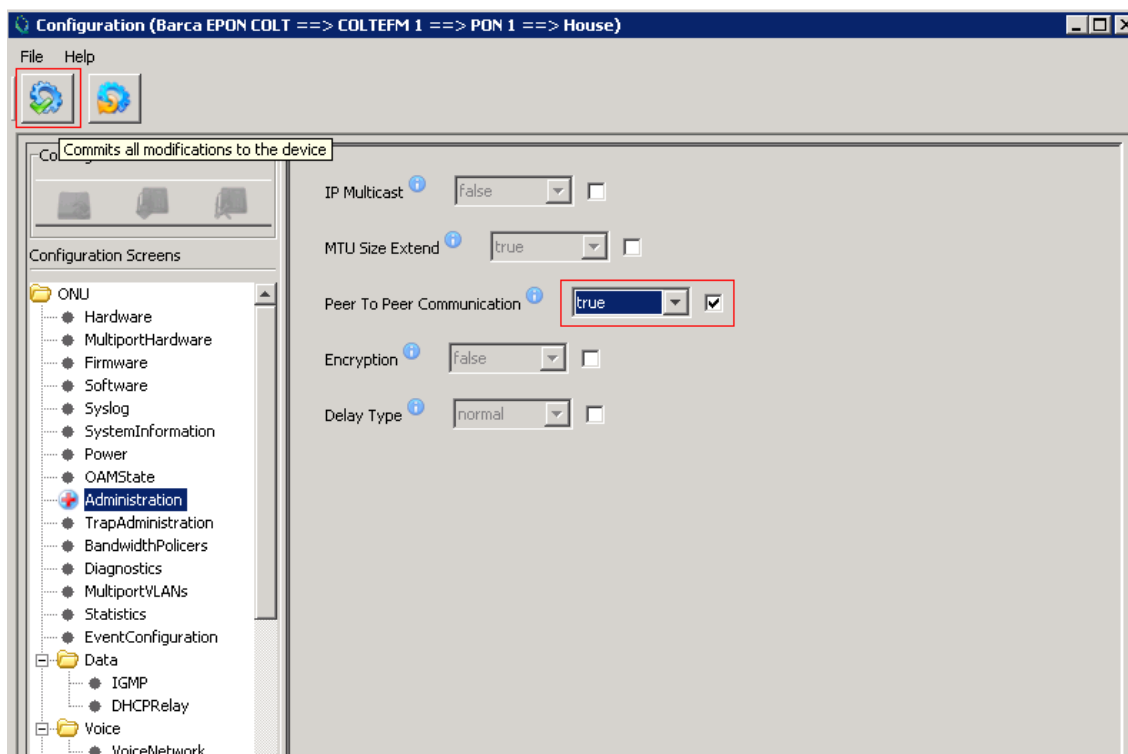 Configuration (Barca EPON COLT ==> COLTEFM 1 ==> PON 1 ==> House)
File Help
Commits all modifications to the device
IP Multicast false
MTU Size Extend true
Peer To Peer Communication true
Encryption false
Delay Type normal
Configuration Screens
ONU
Hardware
MultiportHardware
Firmware
Software
Syslog
SystemInformation
Power
OAMState
Administration
TrapAdministration
BandwidthPolicers
Diagnostics
MultiportVLANs
Statistics
EventConfiguration
Data
IGMP
DHCPRelay
Voice
VoiceNetwork